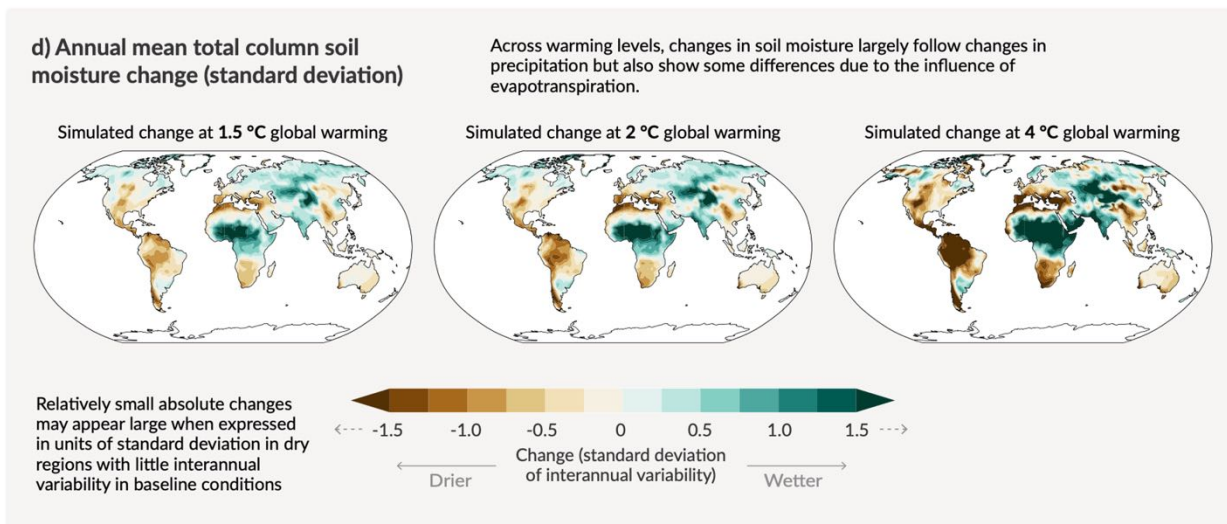 d) Annual mean total column soil
moisture change (standard deviation)
Across warming levels, changes in soil moisture largely follow changes in
precipitation but also show some differences due to the influence of
evapotranspiration.
Simulated change at 1.5 °C global warming
Simulated change at 2 °C global warming
Simulated change at 4 °C global warming
Relatively small absolute changes
may appear large when expressed
in units of standard deviation in dry
regions with little interannual
variability in baseline conditions
-1.5 -1.0 -0.5 0 0.5 1.0 1.5
Change (standard deviation
of interannual variability)
Drier
Wetter